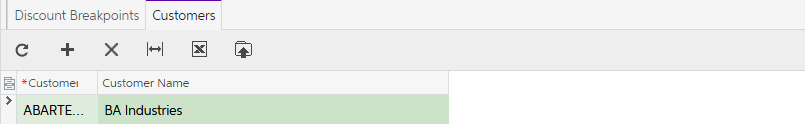 Discount Breakpoints Customers
*Customer Customer Name
ABARTE... BA Industries